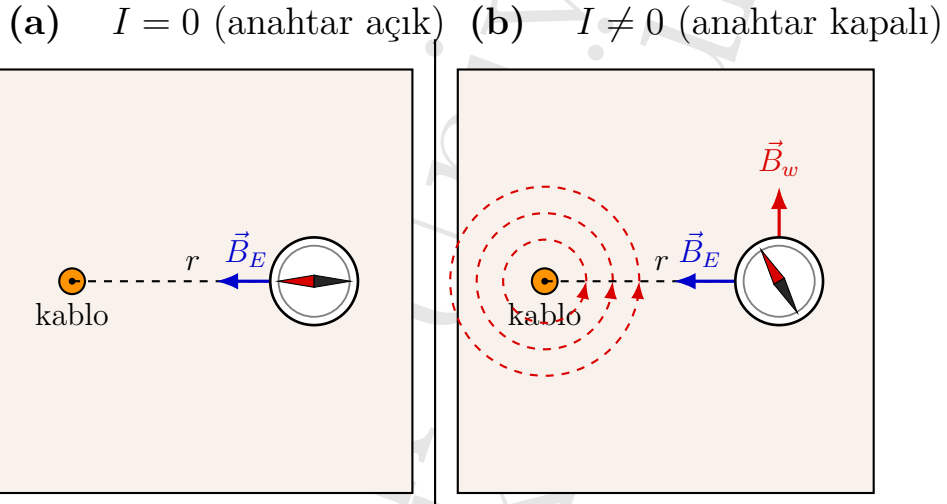 (a) I = 0 (anahtar açık)
r
B⃗_E
kablo
(b) I ≠ 0 (anahtar kapalı)
B⃗_w
r
B⃗_E
kablo